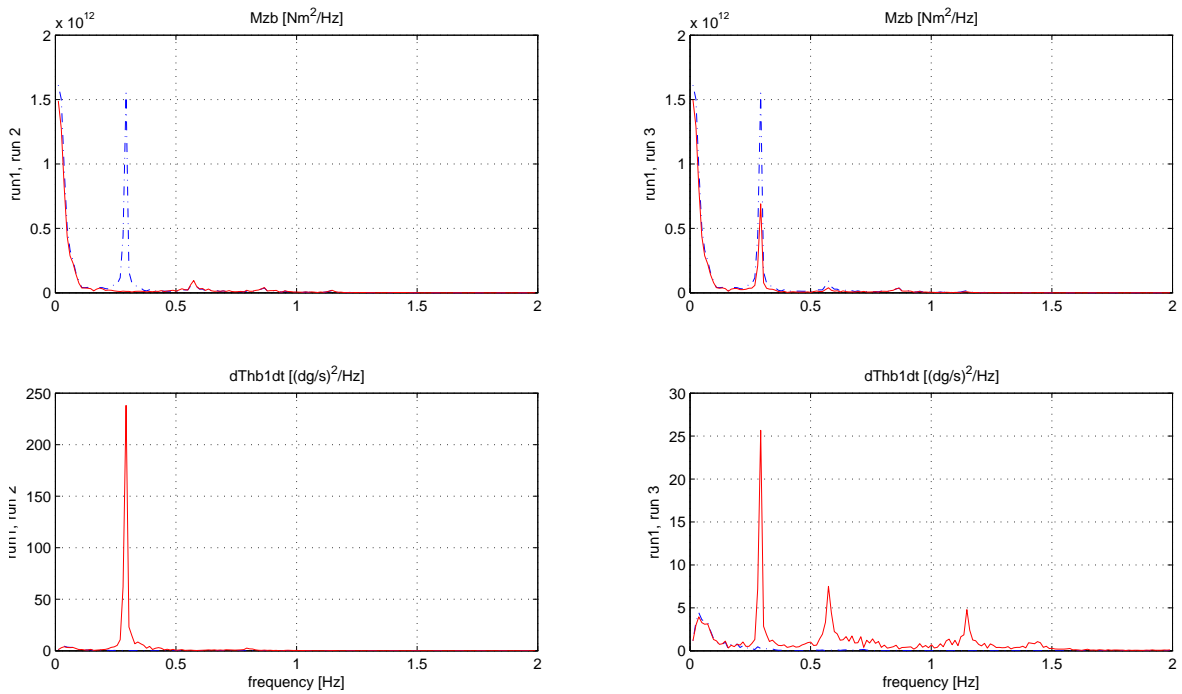 x 10^12
Mzb [Nm^2/Hz]
2
1.5
1
0.5
0
run1, run 2
0 0.5 1 1.5 2
x 10^12
Mzb [Nm^2/Hz]
2
1.5
1
0.5
0
run1, run 3
0 0.5 1 1.5 2
dThb1dt [(dg/s)^2/Hz]
250
200
150
100
50
0
run1, run 2
0 0.5 1 1.5 2
frequency [Hz]
dThb1dt [(dg/s)^2/Hz]
30
25
20
15
10
5
0
run1, run 3
0 0.5 1 1.5 2
frequency [Hz]